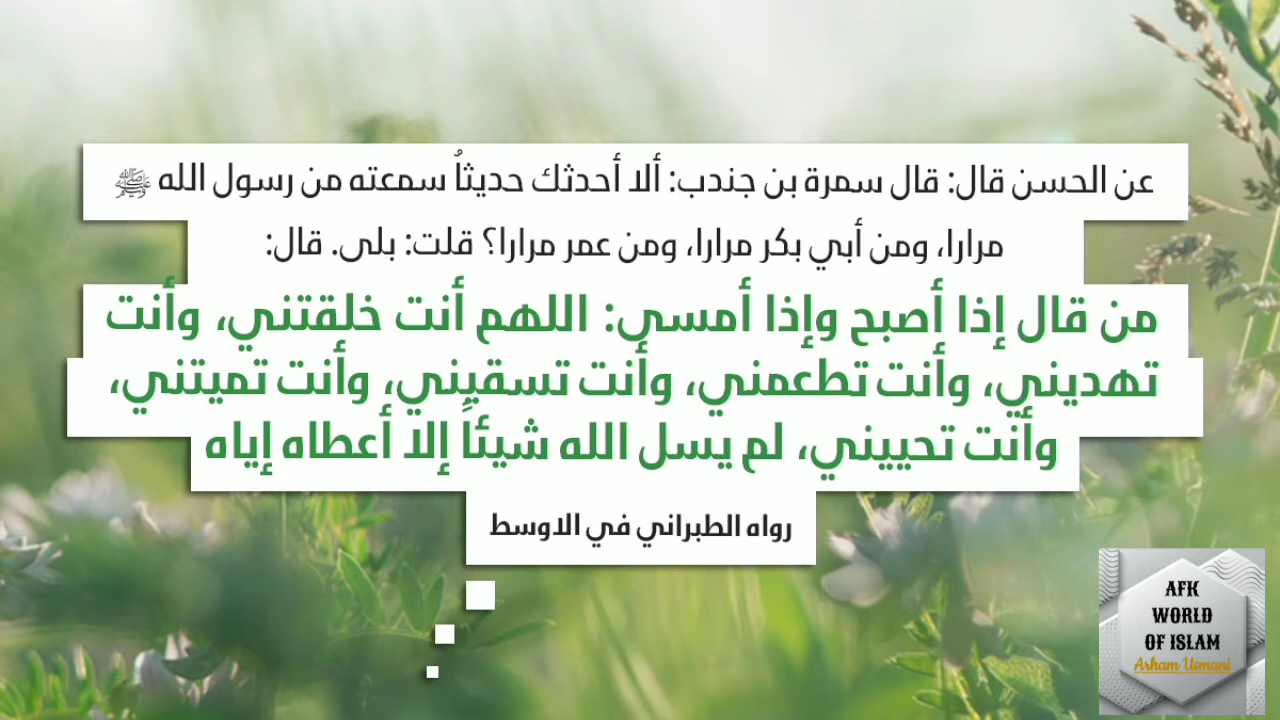 عن الحسن قال: قال سمرة بن جندب: ألا أحدثك حديثاُ سمعته من رسول الله ﷺ
مرارا، ومن أبي بكر مرارا، ومن عمر مرارا؟ قلت: بلى. قال:
من قال إذا أصبح وإذا أمسى: اللهم أنت خلقتني، وأنت
تهديني، وأنت تطعمني، وأنت تسقيني، وأنت تميتني،
وأنت تحييني، لم يسل الله شيئاً إلا أعطاه إياه
رواه الطبراني في الاوسط
AFK
WORLD
OF ISLAM
Arham Usmani